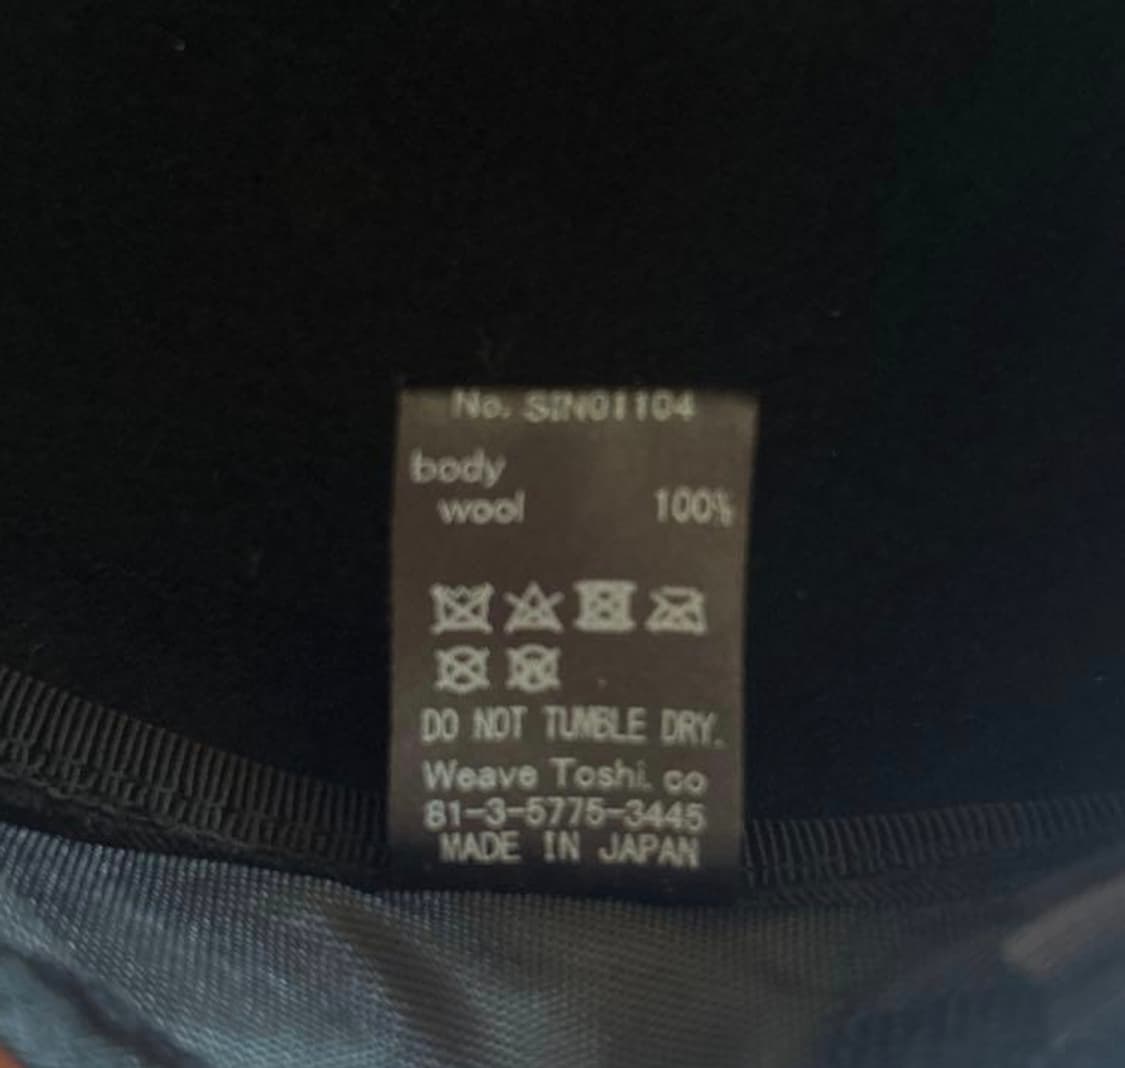 No. SIN01104
body
wool 100%
DO NOT TUMBLE DRY.
Weave Toshi. co
81-3-5775-3445
MADE IN JAPAN